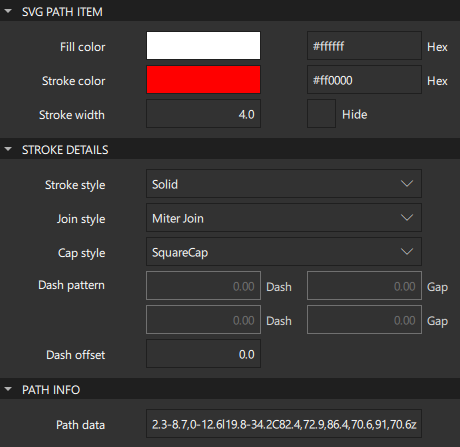 SVG PATH ITEM
Fill color #ffffff Hex
Stroke color #ff0000 Hex
Stroke width 4.0 Hide
STROKE DETAILS
Stroke style Solid
Join style Miter Join
Cap style SquareCap
Dash pattern 0.00 Dash 0.00 Gap
0.00 Dash 0.00 Gap
Dash offset 0.0
PATH INFO
Path data 2.3-8.7,0-12.6l19.8-34.2C82.4,72.9,86.4,70.6,91,70.6z